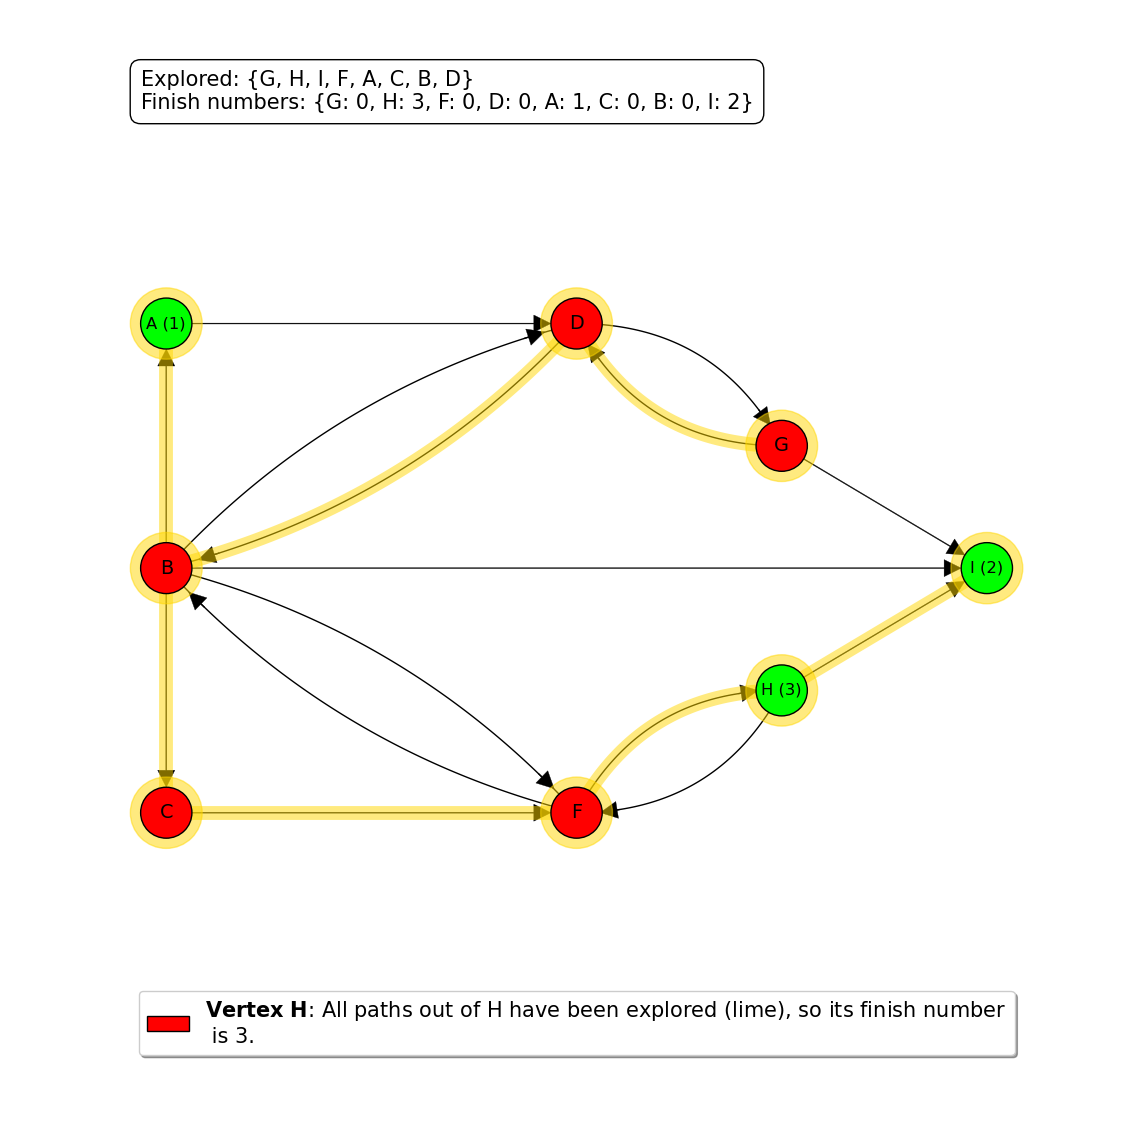 Explored: {G, H, I, F, A, C, B, D}
Finish numbers: {G: 0, H: 3, F: 0, D: 0, A: 1, C: 0, B: 0, I: 2}
A (1)
D
G
B
I (2)
H (3)
C
F
Vertex H: All paths out of H have been explored (lime), so its finish number
is 3.